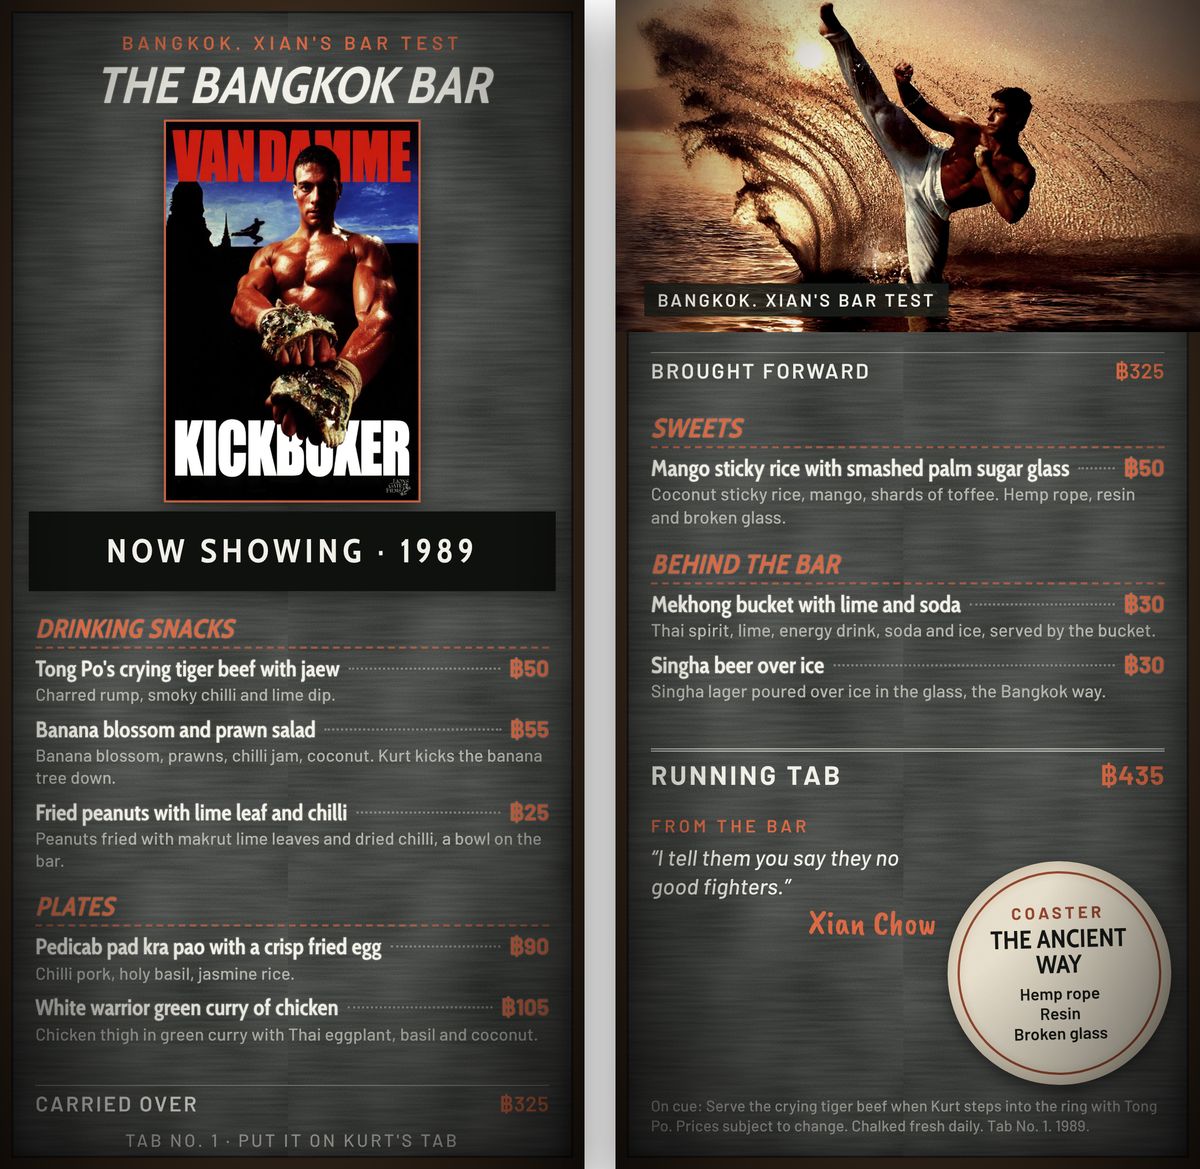 BANGKOK. XIAN'S BAR TEST
THE BANGKOK BAR
VAN DAMME
KICKBOXER
NOW SHOWING · 1989
DRINKING SNACKS
Tong Po's crying tiger beef with jaew ฿50
Charred rump, smoky chilli and lime dip.
Banana blossom and prawn salad ฿55
Banana blossom, prawns, chilli jam, coconut. Kurt kicks the banana
tree down.
Fried peanuts with lime leaf and chilli ฿25
Peanuts fried with makrut lime leaves and dried chilli, a bowl on the
bar.
PLATES
Pedicab pad kra pao with a crisp fried egg ฿90
Chilli pork, holy basil, jasmine rice.
White warrior green curry of chicken ฿105
Chicken thigh in green curry with Thai eggplant, basil and coconut.
CARRIED OVER ฿325
TAB NO. 1 · PUT IT ON KURT'S TAB
BANGKOK. XIAN'S BAR TEST
BROUGHT FORWARD ฿325
SWEETS
Mango sticky rice with smashed palm sugar glass ฿50
Coconut sticky rice, mango, shards of toffee. Hemp rope, resin
and broken glass.
BEHIND THE BAR
Mekhong bucket with lime and soda ฿30
Thai spirit, lime, energy drink, soda and ice, served by the bucket.
Singha beer over ice ฿30
Singha lager poured over ice in the glass, the Bangkok way.
RUNNING TAB ฿435
FROM THE BAR
“I tell them you say they no
good fighters.”
Xian Chow
COASTER
THE ANCIENT
WAY
Hemp rope
Resin
Broken glass
On cue: Serve the crying tiger beef when Kurt steps into the ring with Tong
Po. Prices subject to change. Chalked fresh daily. Tab No. 1. 1989.